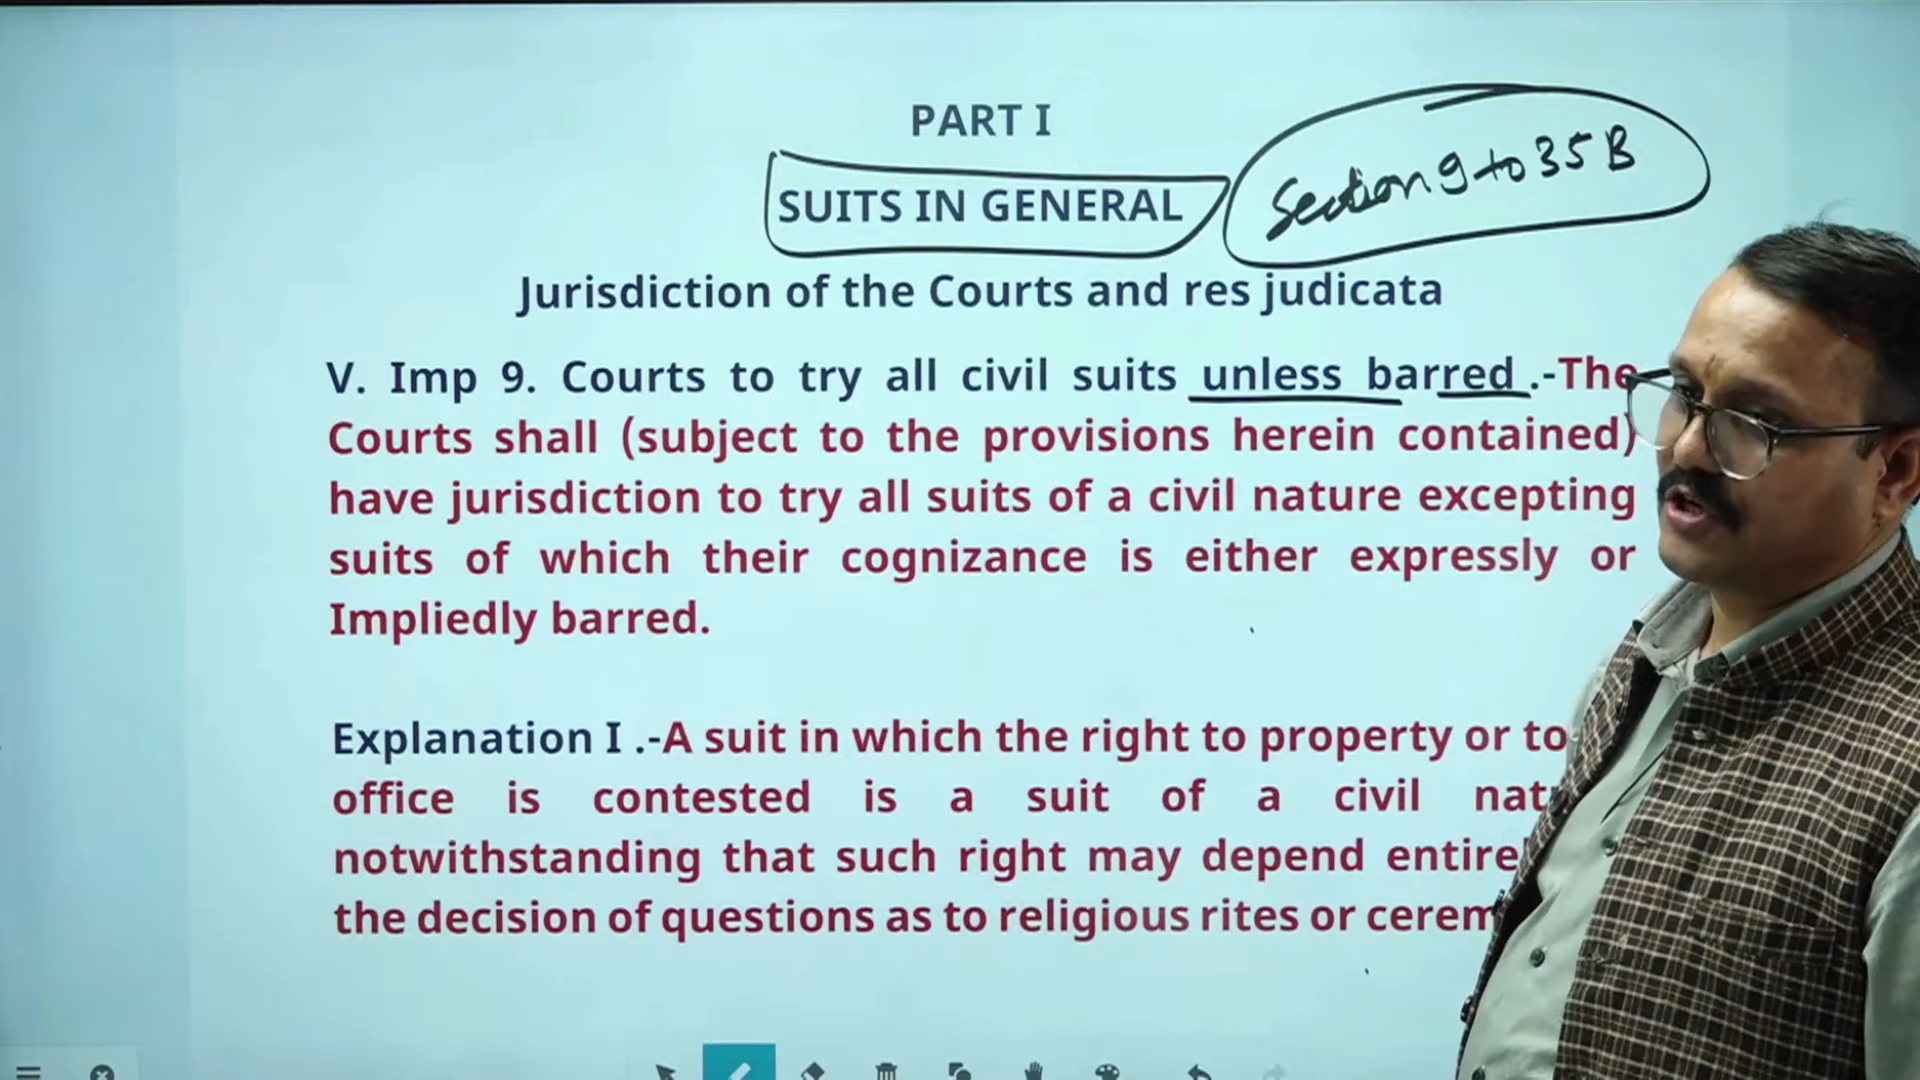 PART I
SUITS IN GENERAL
Section 9 to 35 B
Jurisdiction of the Courts and res judicata
V. Imp 9. Courts to try all civil suits unless barred .-The
Courts shall (subject to the provisions herein contained)
have jurisdiction to try all suits of a civil nature excepting
suits of which their cognizance is either expressly or
Impliedly barred.
Explanation I .-A suit in which the right to property or to
office is contested is a suit of a civil
notwithstanding that such right may depend
the decision of questions as to religious rites or